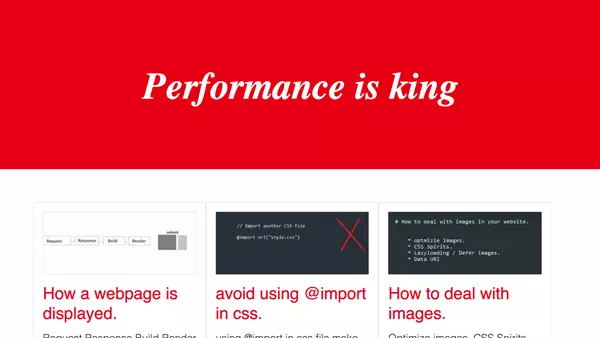 Performance is king
Request Response Build Render website
// Import another CSS file
@import url("style.css")
# How to deal with images in your website.
* optmizie images.
* CSS Spirits.
* Lazyloading / Defer images.
* Data URI
How a webpage is
displayed.
avoid using @import
in css.
How to deal with
images.
Request Response Build Render
using @import in css file make
Optimize images, CSS Spirits